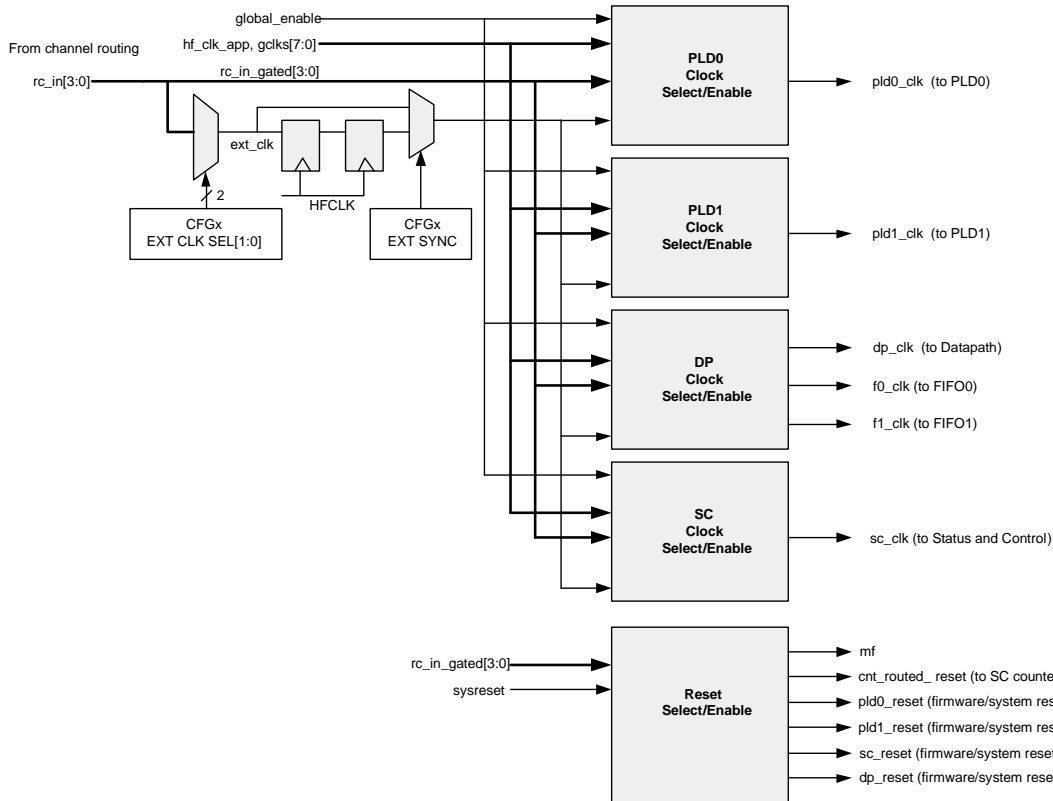 global_enable
hf_clk_app, gclks[7:0]
From channel routing
rc_in[3:0]
rc_in_gated[3:0]
ext_clk
HFCLK
2
CFGx
EXT CLK SEL[1:0]
CFGx
EXT SYNC
PLD0
Clock
Select/Enable
pld0_clk (to PLD0)
PLD1
Clock
Select/Enable
pld1_clk (to PLD1)
DP
Clock
Select/Enable
dp_clk (to Datapath)
f0_clk (to FIFO0)
f1_clk (to FIFO1)
SC
Clock
Select/Enable
sc_clk (to Status and Control)
rc_in_gated[3:0]
sysreset
Reset
Select/Enable
mf
cnt_routed_ reset (to SC counte
pld0_reset (firmware/system res
pld1_reset (firmware/system res
sc_reset (firmware/system reset
dp_reset (firmware/system rese